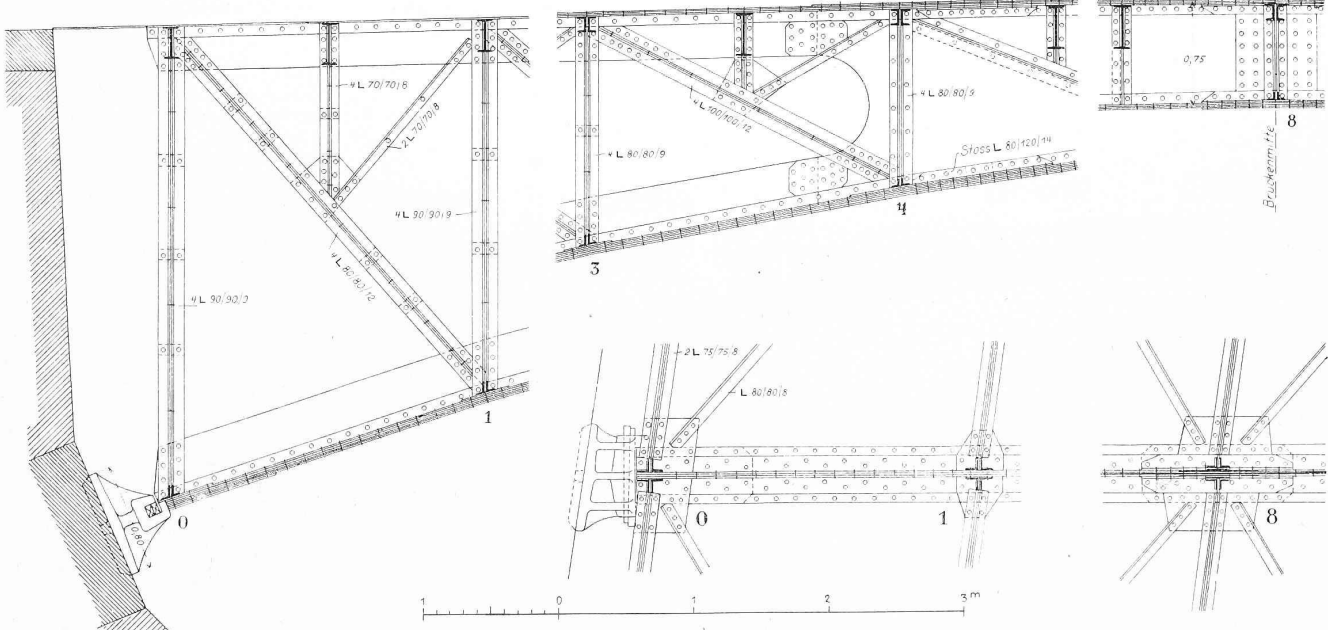 4 L 70/70/8
2 L 70/70/8
4 L 90/90/9
4 L 80/80/12
4 L 90/90/9
0,80
0
1
4 L 100/100/12
4 L 80/80/9
4 L 80/80/9
Stoss L 80/120/14
3
4
0,75
8
Brückenmitte
2 L 75/75/8
L 80/80/8
0
1
8
1 0 1 2 3 m